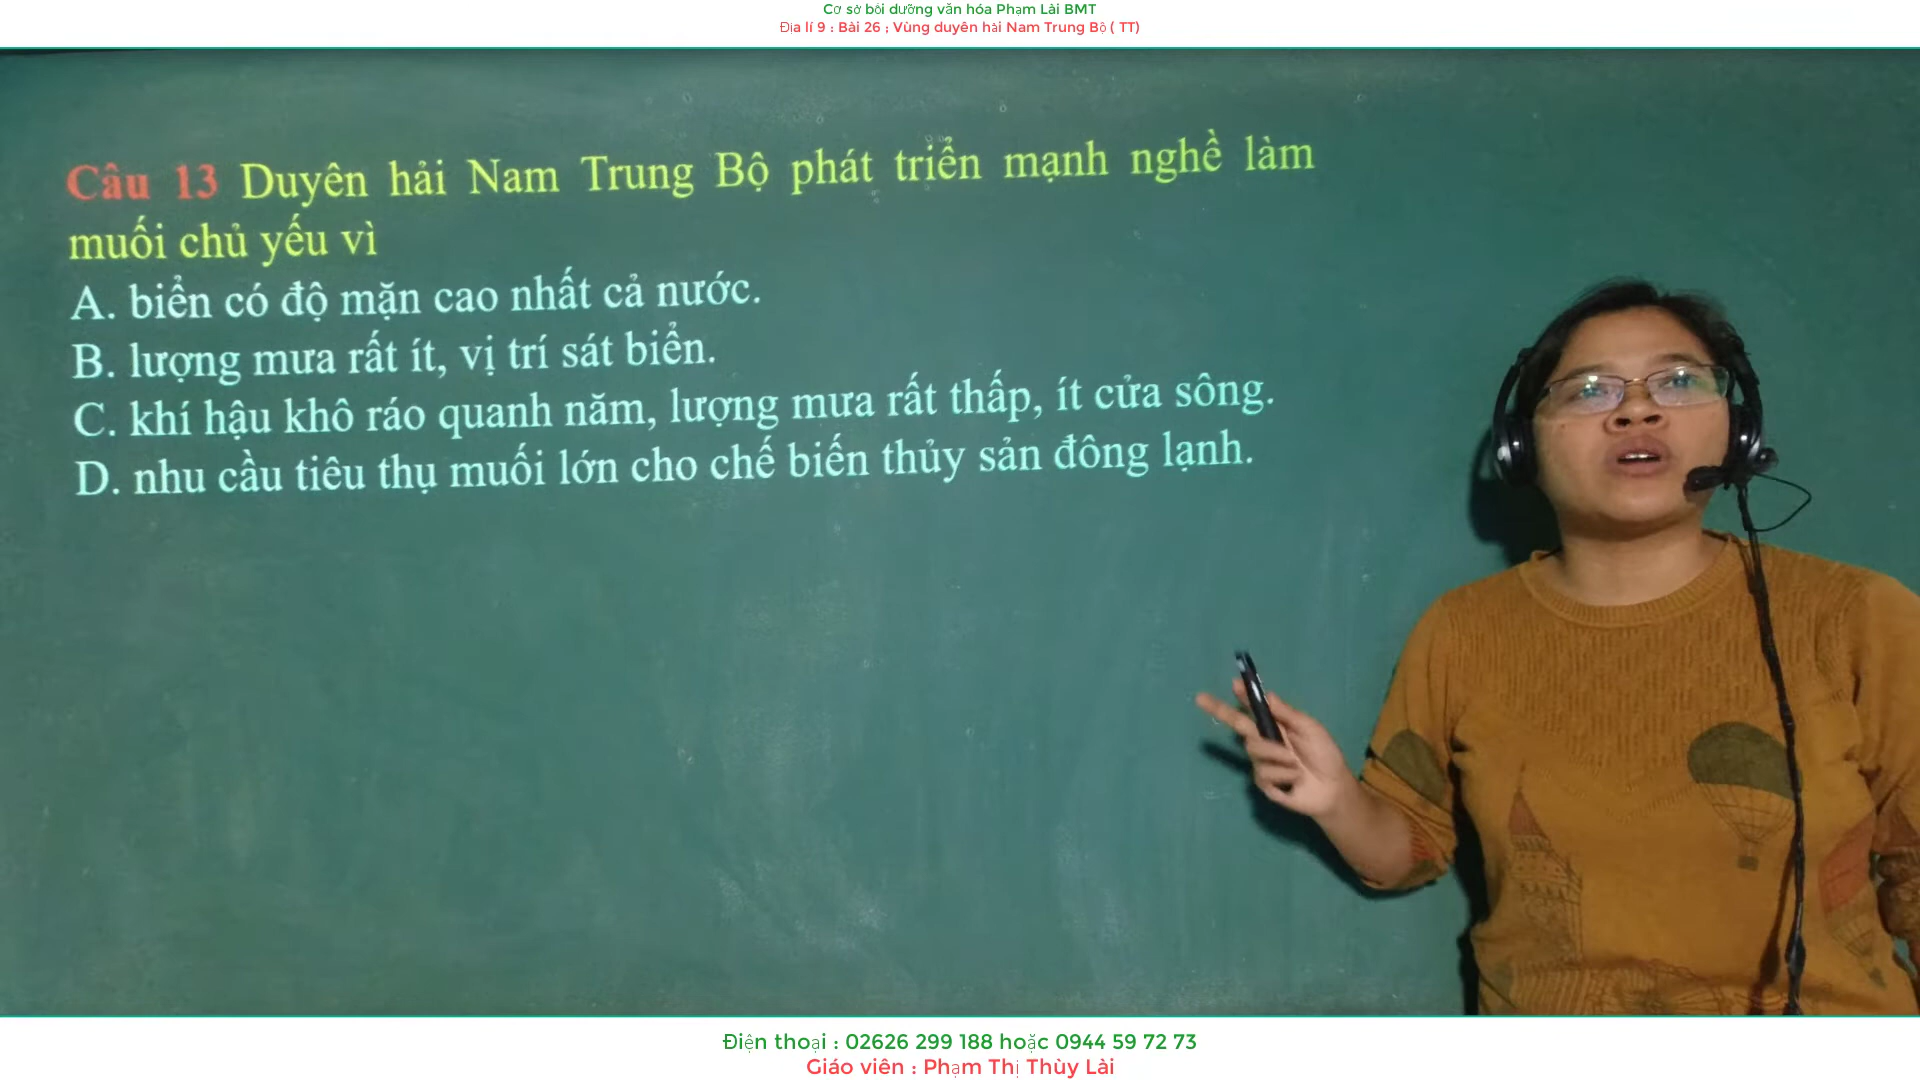 Cơ sở bồi dưỡng văn hóa Phạm Lài BMT
Địa lí 9 : Bài 26 ; Vùng duyên hải Nam Trung Bộ ( TT)
Câu 13 Duyên hải Nam Trung Bộ phát triển mạnh nghề làm
muối chủ yếu vì
A. biển có độ mặn cao nhất cả nước.
B. lượng mưa rất ít, vị trí sát biển.
C. khí hậu khô ráo quanh năm, lượng mưa rất thấp, ít cửa sông.
D. nhu cầu tiêu thụ muối lớn cho chế biến thủy sản đông lạnh.
Điện thoại : 02626 299 188 hoặc 0944 59 72 73
Giáo viên : Phạm Thị Thùy Lài